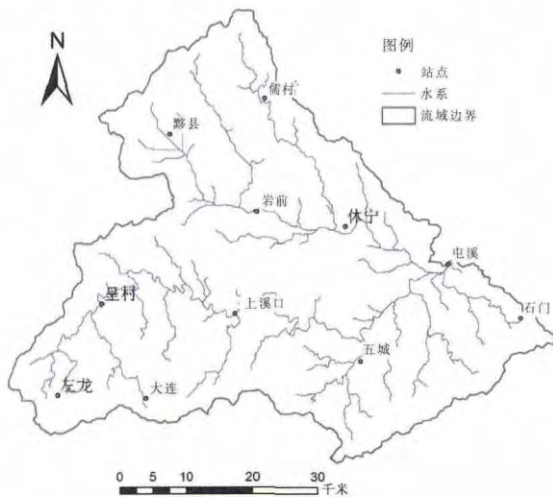 N
图例
站点
水系
流域边界
儒村
黟县
岩前
休宁
屯溪
呈村
上溪口
石门
五城
左龙
大连
0 5 10 20 30
千米